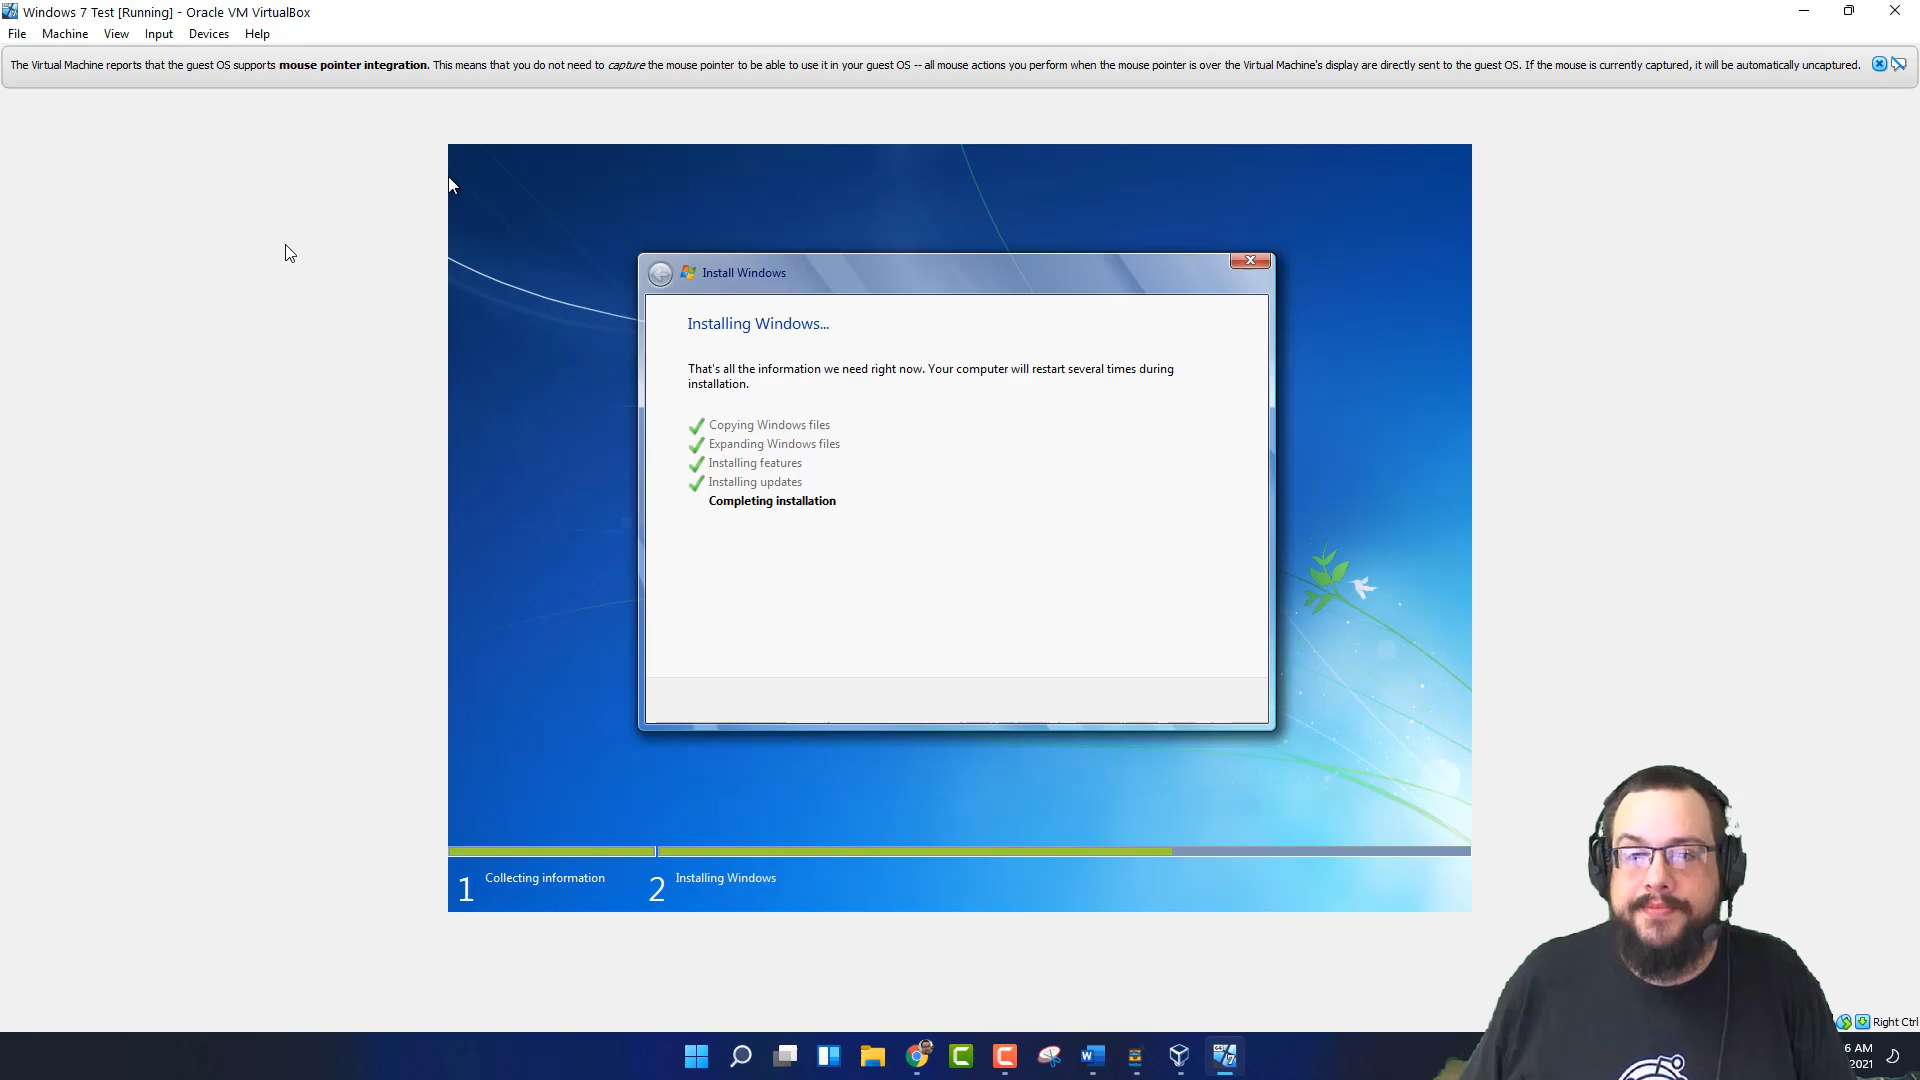 Windows 7 Test [Running] - Oracle VM VirtualBox
File Machine View Input Devices Help
The Virtual Machine reports that the guest OS supports mouse pointer integration. This means that you do not need to capture the mouse pointer to be able to use it in your guest OS -- all mouse actions you perform when the mouse pointer is over the Virtual Machine's display are directly sent to the guest OS. If the mouse is currently captured, it will be automatically uncaptured.
Install Windows
Installing Windows...
That's all the information we need right now. Your computer will restart several times during
installation.
Copying Windows files
Expanding Windows files
Installing features
Installing updates
Completing installation
1 Collecting information
2 Installing Windows
Right Ctrl
6 AM
2021